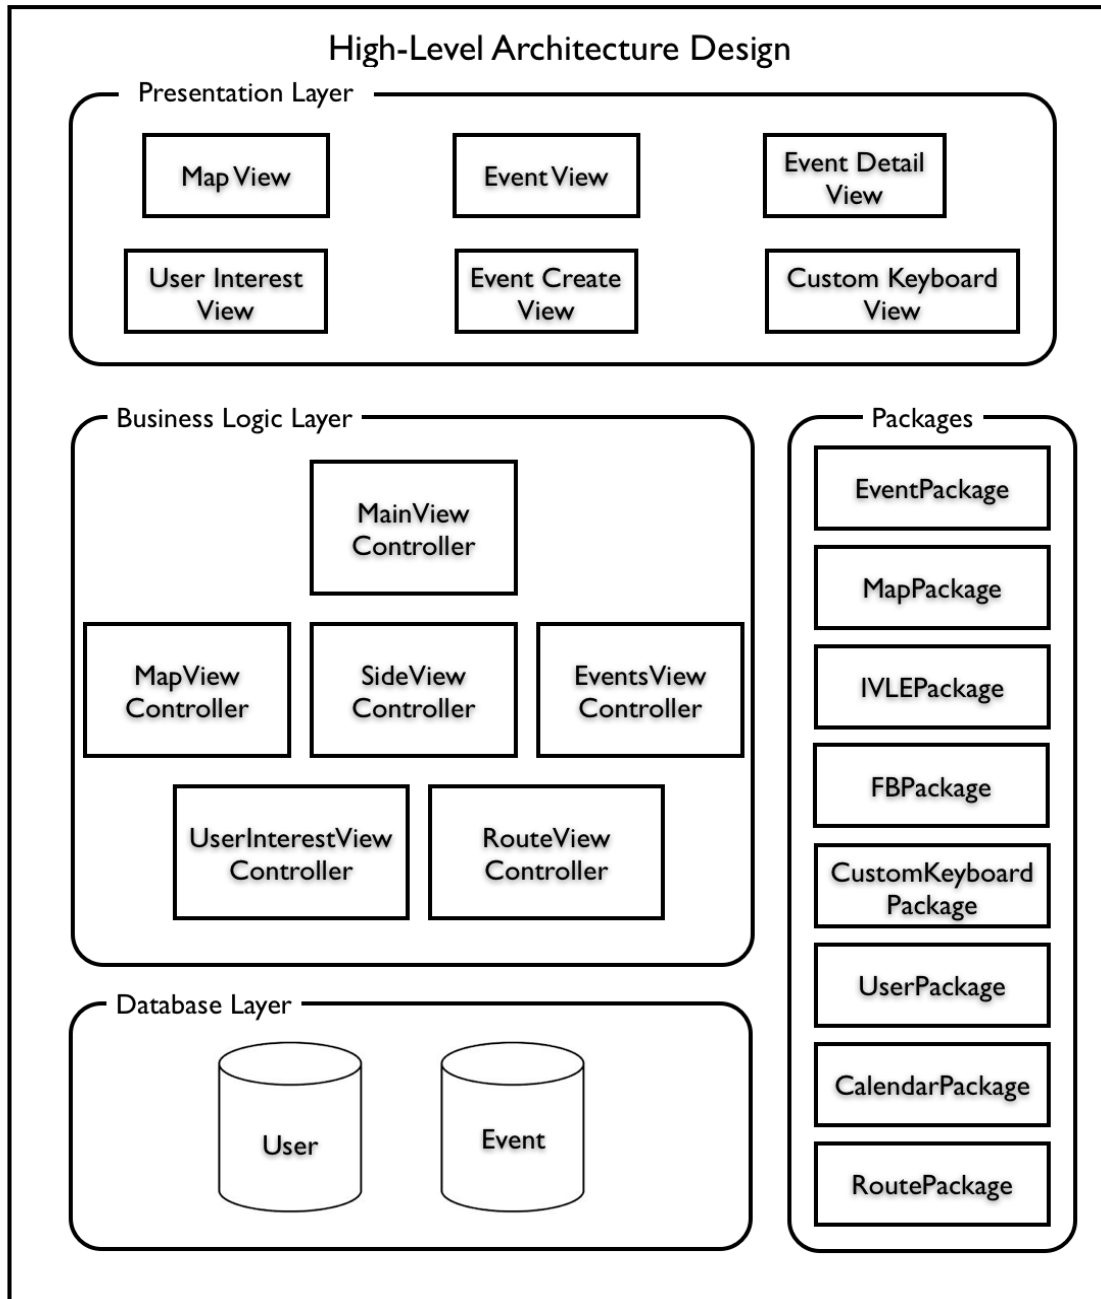 High-Level Architecture Design
Presentation Layer
Map View
Event View
Event Detail
View
User Interest
View
Event Create
View
Custom Keyboard
View
Business Logic Layer
MainView
Controller
MapView
Controller
SideView
Controller
EventsView
Controller
UserInterestView
Controller
RouteView
Controller
Packages
EventPackage
MapPackage
IVLEPackage
FBPackage
CustomKeyboard
Package
UserPackage
CalendarPackage
RoutePackage
Database Layer
User
Event